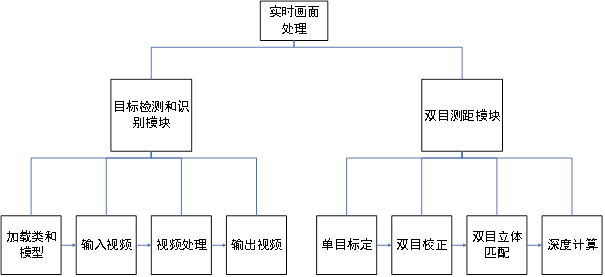 实时画面
处理
目标检测和识
别模块
双目测距模块
加载类和
模型
输入视频
视频处理
输出视频
单目标定
双目校正
双目立体
匹配
深度计算